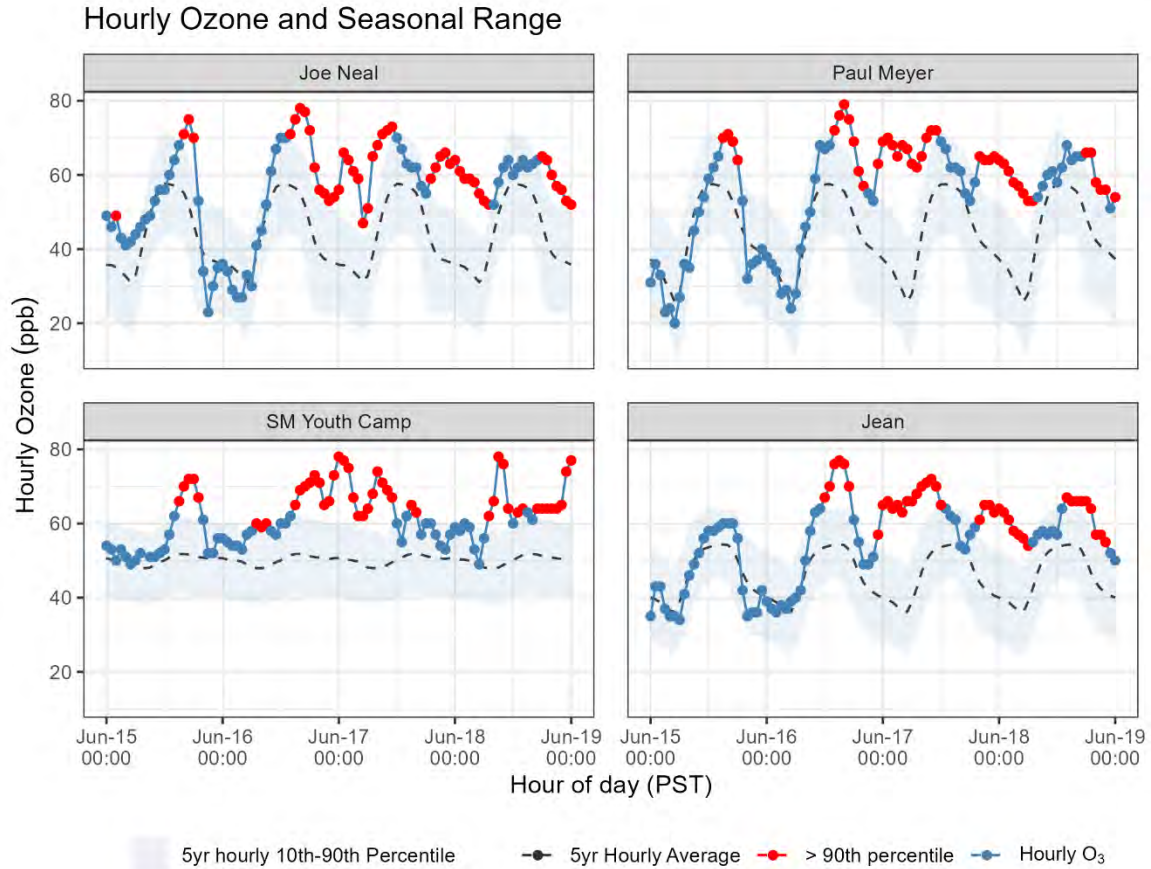 Hourly Ozone and Seasonal Range
Joe Neal
Paul Meyer
80
60
40
20
SM Youth Camp
Jean
80
60
40
20
Hourly Ozone (ppb)
Jun-15 Jun-16 Jun-17 Jun-18 Jun-19 Jun-15 Jun-16 Jun-17 Jun-18 Jun-19
00:00 00:00 00:00 00:00 00:00 00:00 00:00 00:00 00:00 00:00
Hour of day (PST)
5yr hourly 10th-90th Percentile 5yr Hourly Average > 90th percentile Hourly O₃